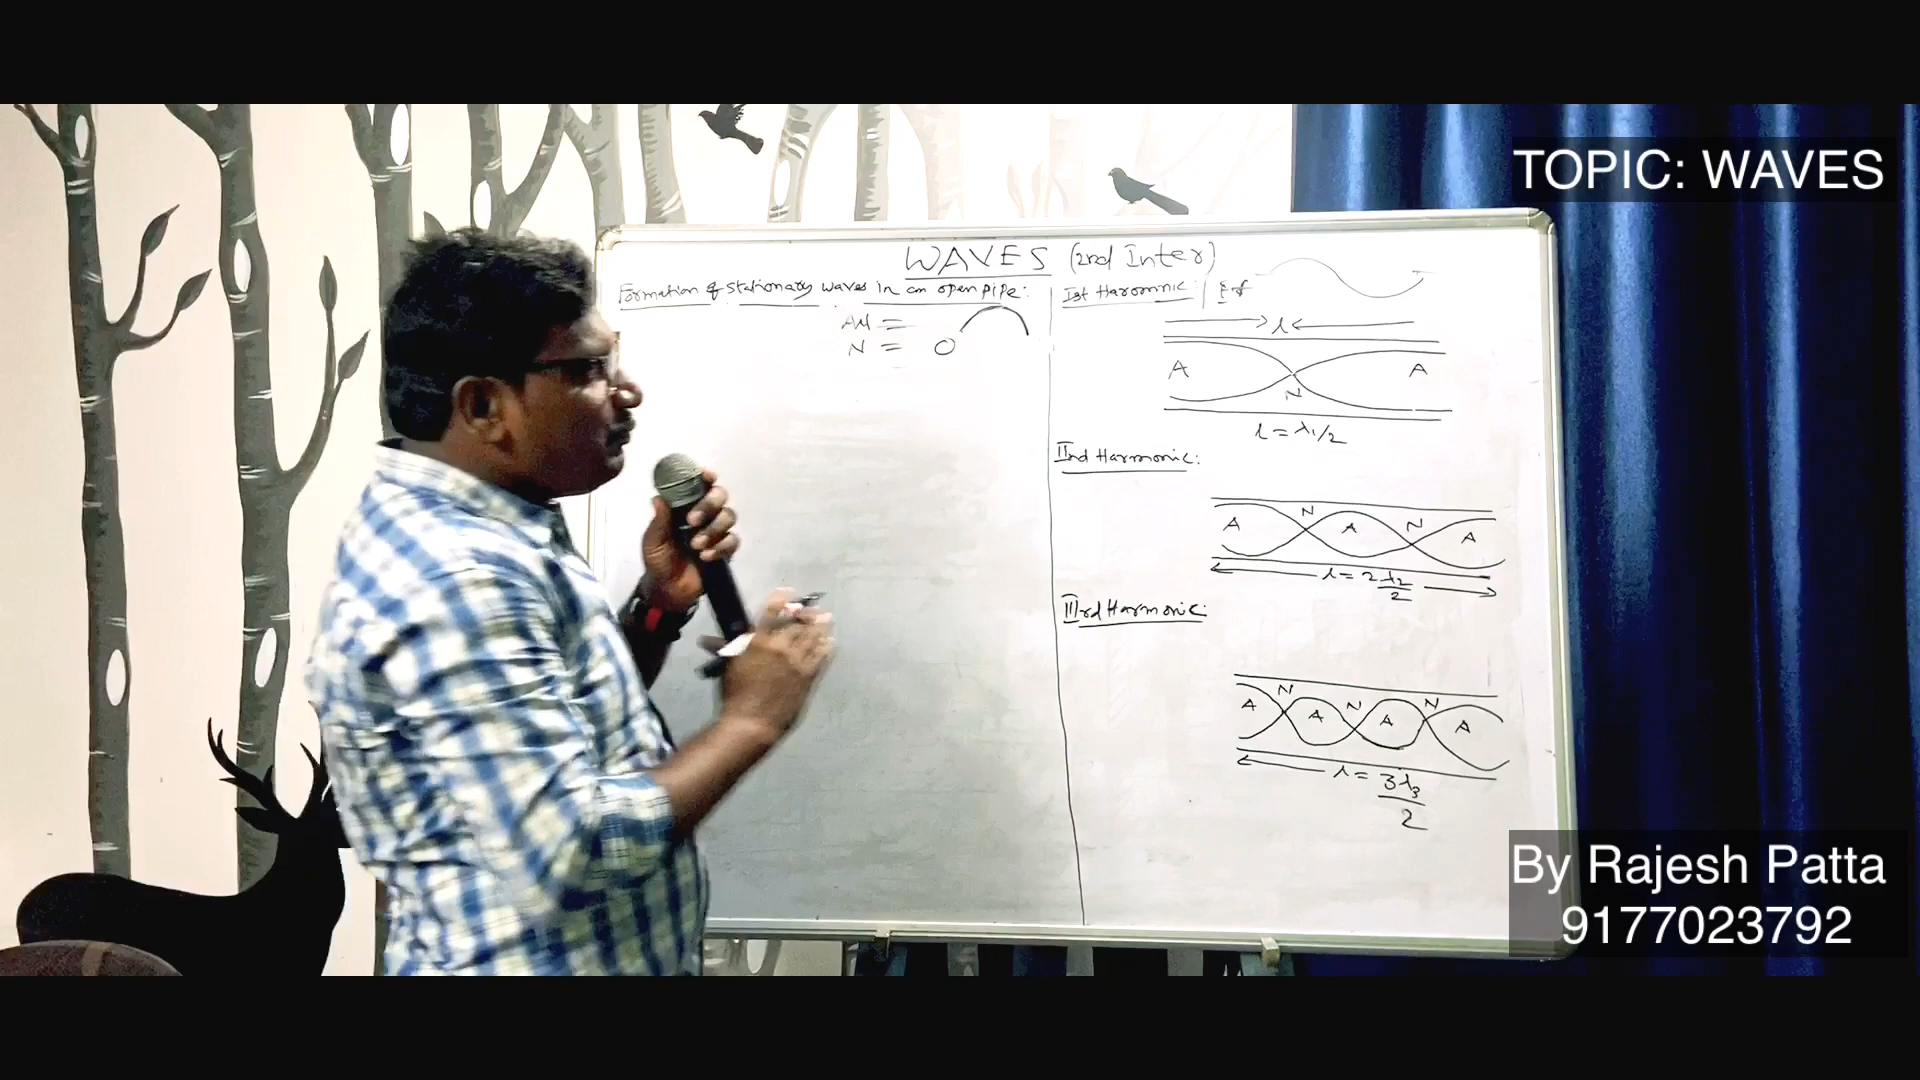 TOPIC: WAVES
WAVES (2nd Inter)
Formation of stationary waves in an open pipe:
AN =
N = 0
Ist Haromnic:
l
A A
N
l = λ1/2
IInd Harmonic:
A N A N A
l = 2λ2/2
IIIrd Harmonic:
A N A N A N A
l = 3λ3/2
By Rajesh Patta
9177023792